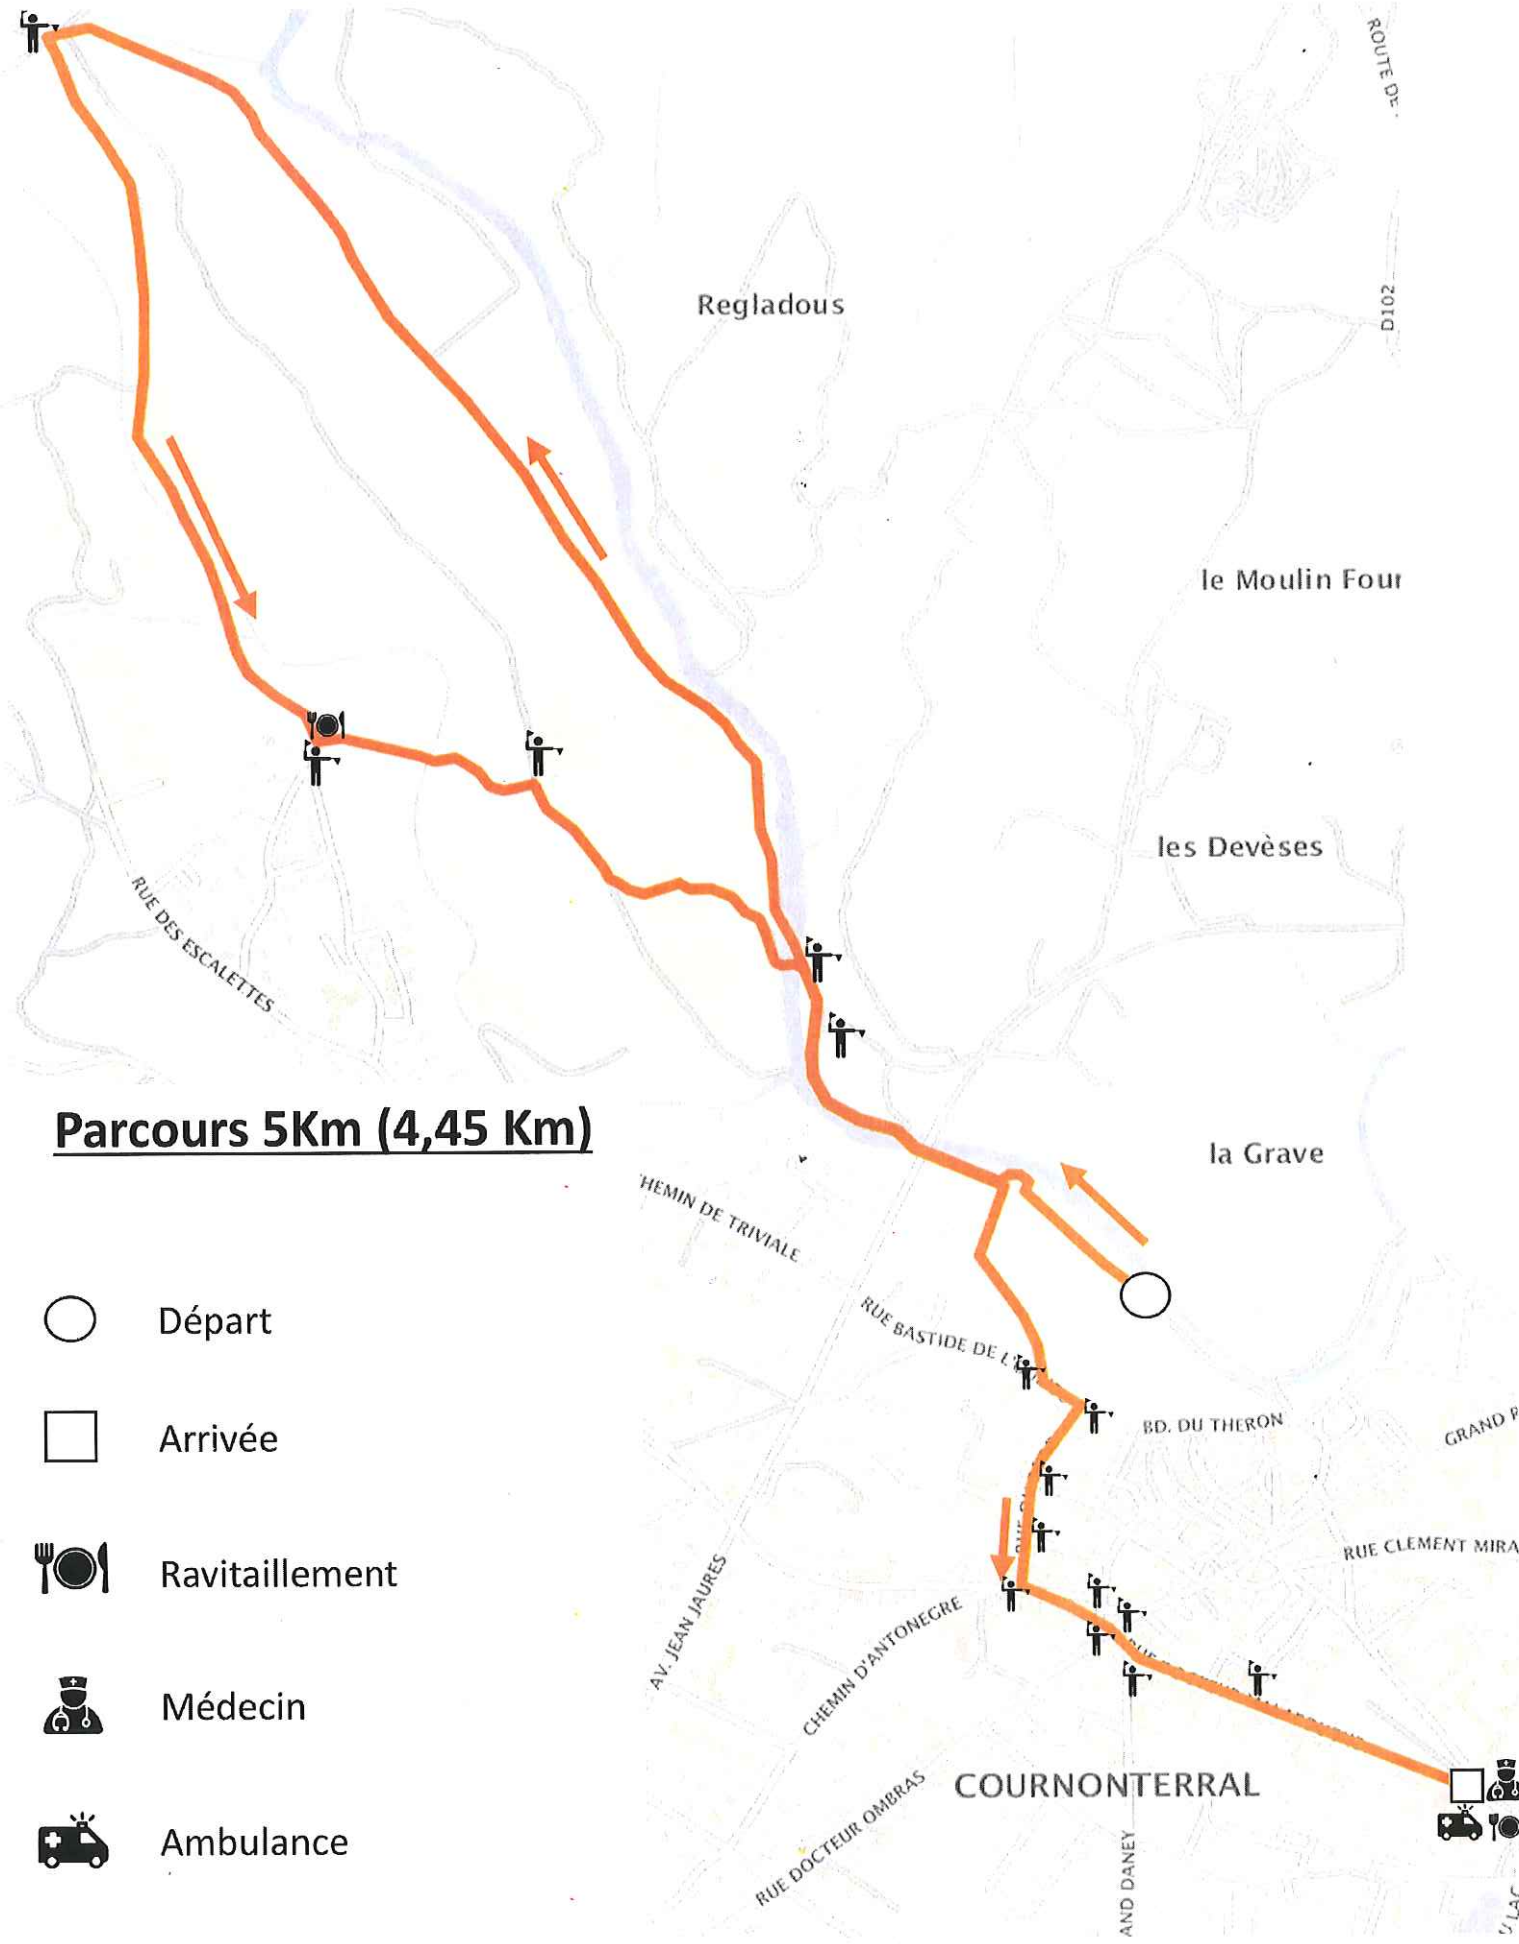 ROUTE DE
Regladous
D102
le Moulin Four
les Devèses
RUE DES ESCALETTES
Parcours 5Km (4,45 Km)
la Grave
HEMIN DE TRIVIALE
RUE BASTIDE DE L'
Départ
BD. DU THERON
GRAND R
Arrivée
RUE CLEMENT MIRA
Ravitaillement
AV. JEAN JAURES
CHEMIN D'ANTONEGRE
Médecin
COURNONTERRAL
RUE DOCTEUR OMBRAS
Ambulance
AND DANEY